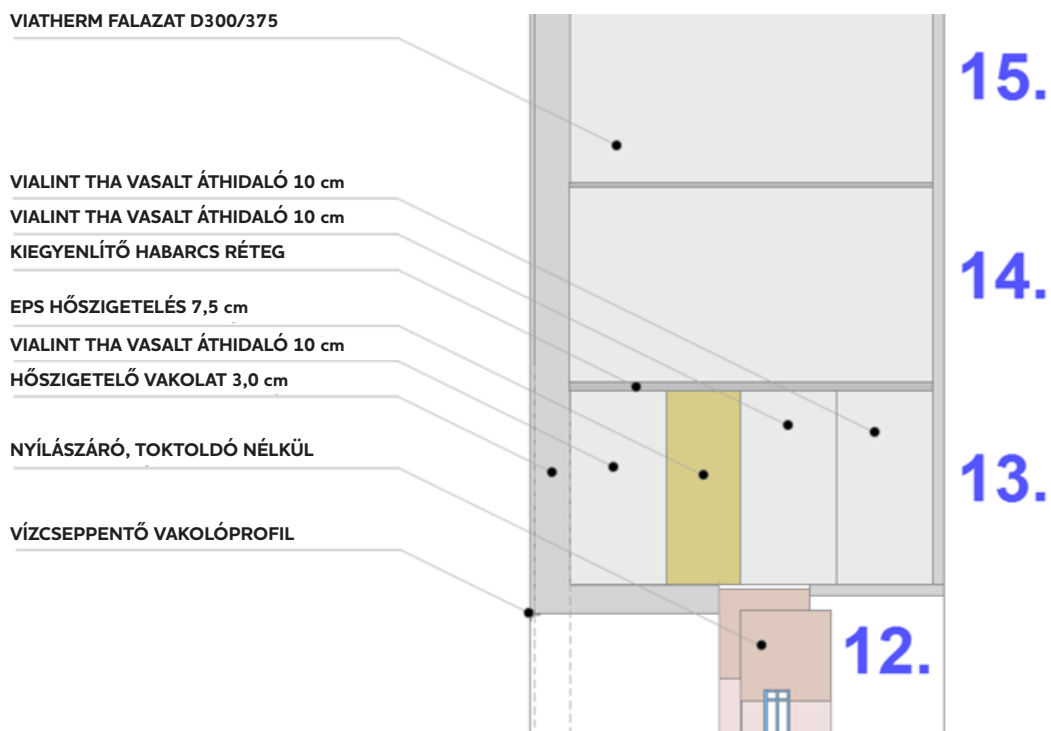 VIATHERM FALAZAT D300/375
15.
VIALINT THA VASALT ÁTHIDALÓ 10 cm
VIALINT THA VASALT ÁTHIDALÓ 10 cm
KIEGYENLÍTŐ HABARCS RÉTEG
14.
EPS HŐSZIGETELÉS 7,5 cm
VIALINT THA VASALT ÁTHIDALÓ 10 cm
HŐSZIGETELŐ VAKOLAT 3,0 cm
NYÍLÁSZÁRÓ, TOKTOLDÓ NÉLKÜL
13.
VÍZCSEPPENTŐ VAKOLÓPROFIL
12.